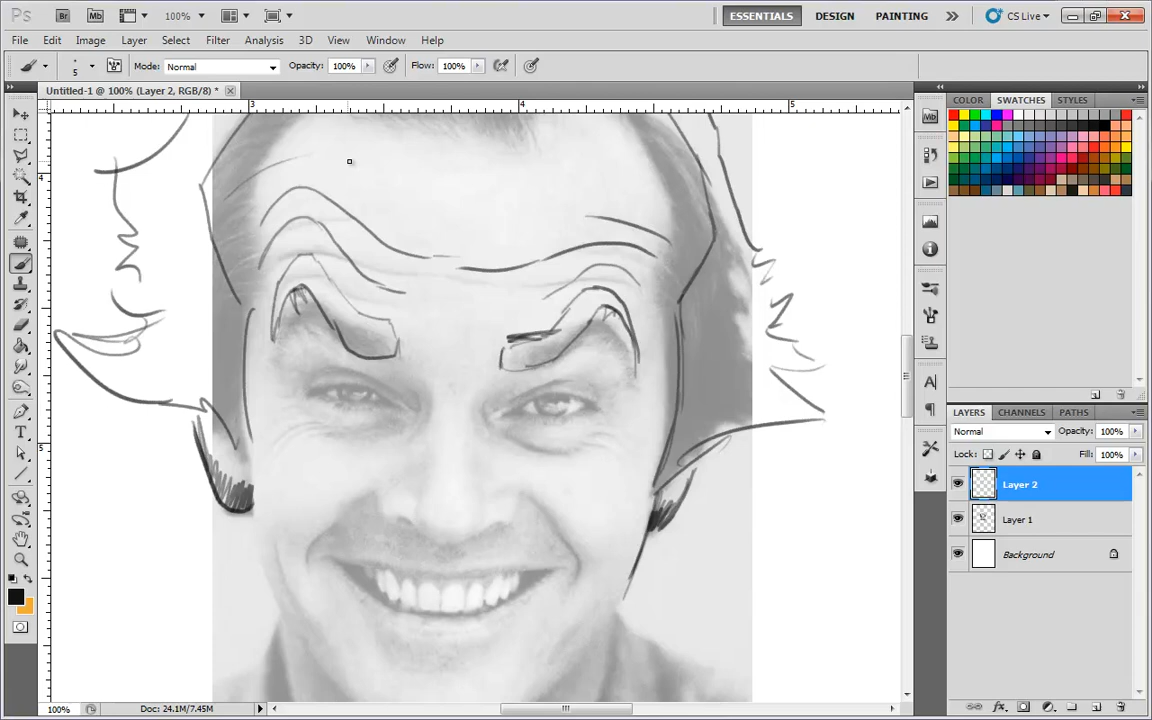 Ps Br Mb 100% ESSENTIALS DESIGN PAINTING CS Live
File Edit Image Layer Select Filter Analysis 3D View Window Help
5 Mode: Normal Opacity: 100% Flow: 100%
Untitled-1 @ 100% (Layer 2, RGB/8) *
3 4 5
4
5
COLOR SWATCHES STYLES
Mb
LAYERS CHANNELS PATHS
Normal Opacity: 100%
Lock: Fill: 100%
Layer 2
Layer 1
Background
100% Doc: 24.1M/7.45M